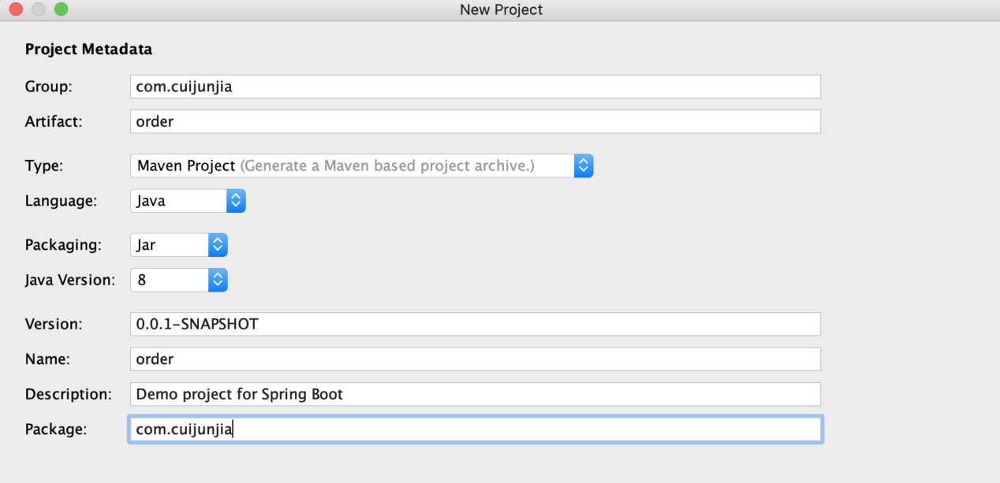 New Project
Project Metadata
Group: com.cuijunjia
Artifact: order
Type: Maven Project (Generate a Maven based project archive.)
Language: Java
Packaging: Jar
Java Version: 8
Version: 0.0.1-SNAPSHOT
Name: order
Description: Demo project for Spring Boot
Package: com.cuijunjia